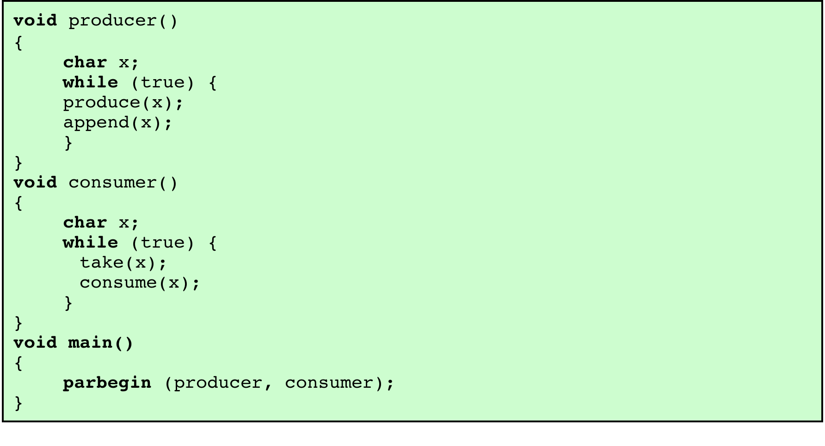 void producer()
{
char x;
while (true) {
produce(x);
append(x);
}
}
void consumer()
{
char x;
while (true) {
take(x);
consume(x);
}
}
void main()
{
parbegin (producer, consumer);
}